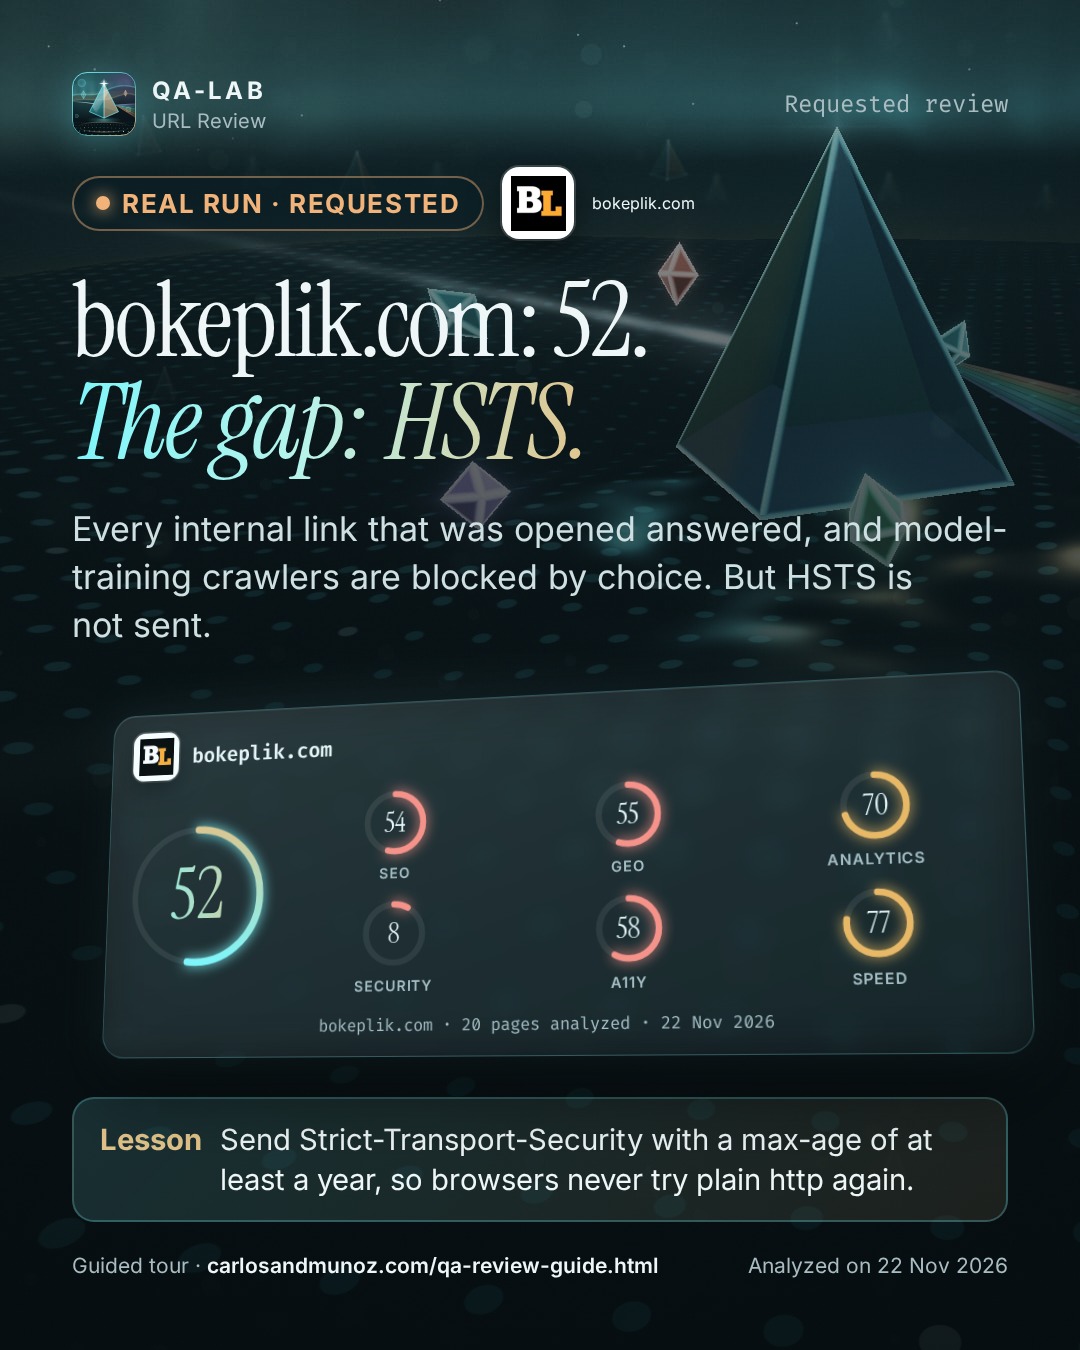 QA-LAB
URL Review
Requested review
REAL RUN · REQUESTED
BL
bokeplik.com
bokeplik.com: 52.
The gap: HSTS.
Every internal link that was opened answered, and model-
training crawlers are blocked by choice. But HSTS is
not sent.
BL
bokeplik.com
52
54
SEO
55
GEO
70
ANALYTICS
8
SECURITY
58
A11Y
77
SPEED
bokeplik.com · 20 pages analyzed · 22 Nov 2026
Lesson
Send Strict-Transport-Security with a max-age of at
least a year, so browsers never try plain http again.
Guided tour · carlosandmunoz.com/qa-review-guide.html
Analyzed on 22 Nov 2026